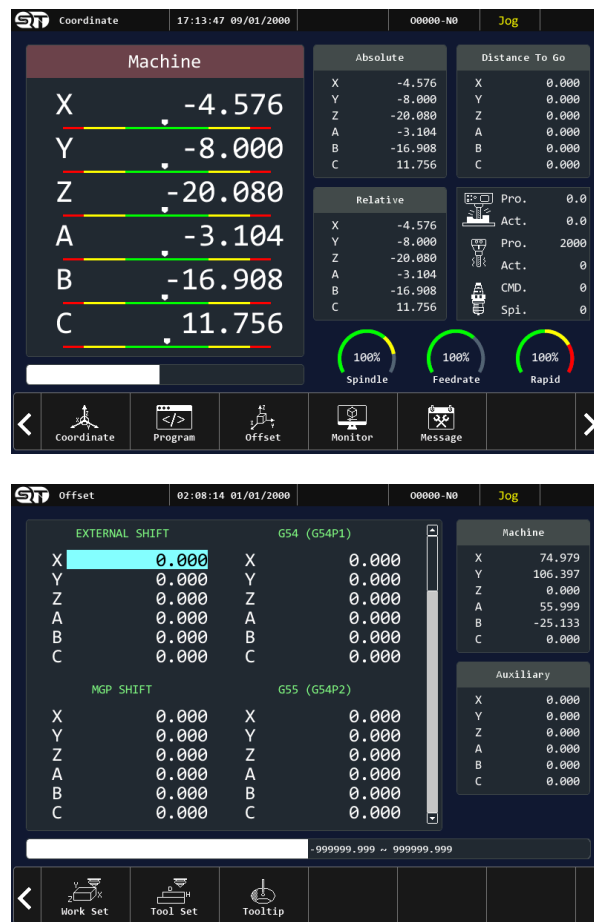 SNT Coordinate 17:13:47 09/01/2000 O0000-N0 Jog
Machine
X -4.576
Y -8.000
Z -20.080
A -3.104
B -16.908
C 11.756
Absolute
X -4.576
Y -8.000
Z -20.080
A -3.104
B -16.908
C 11.756
Distance To Go
X 0.000
Y 0.000
Z 0.000
A 0.000
B 0.000
C 0.000
Relative
X -4.576
Y -8.000
Z -20.080
A -3.104
B -16.908
C 11.756
Pro. 0.0
Act. 0.0
Pro. 2000
Act. 0
CMD. 0
Spi. 0
100% 100% 100%
Spindle Feedrate Rapid
Coordinate Program Offset Monitor Message
SNT Offset 02:08:14 01/01/2000 O0000-N0 Jog
EXTERNAL SHIFT
X 0.000
Y 0.000
Z 0.000
A 0.000
B 0.000
C 0.000
G54 (G54P1)
X 0.000
Y 0.000
Z 0.000
A 0.000
B 0.000
C 0.000
MGP SHIFT
X 0.000
Y 0.000
Z 0.000
A 0.000
B 0.000
C 0.000
G55 (G54P2)
X 0.000
Y 0.000
Z 0.000
A 0.000
B 0.000
C 0.000
Machine
X 74.979
Y 106.397
Z 0.000
A 55.999
B -25.133
C 0.000
Auxiliary
X 0.000
Y 0.000
Z 0.000
A 0.000
B 0.000
C 0.000
-999999.999 ~ 999999.999
Work Set Tool Set Tooltip